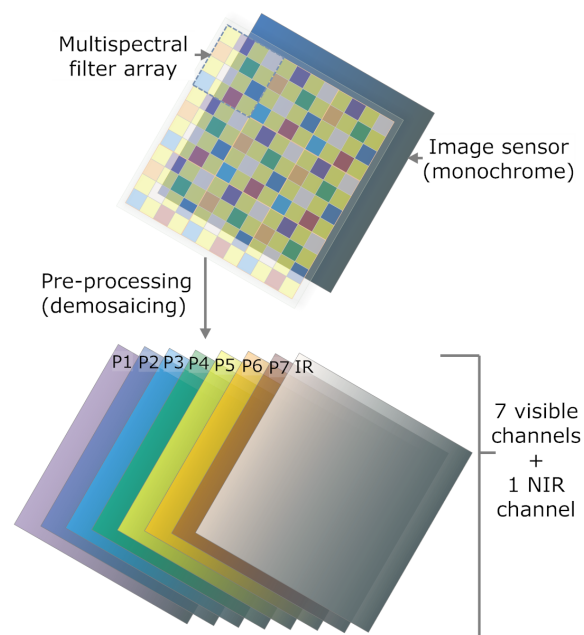 Multispectral
filter array
Image sensor
(monochrome)
Pre-processing
(demosaicing)
P1 P2 P3 P4 P5 P6 P7 IR
7 visible
channels
+
1 NIR
channel